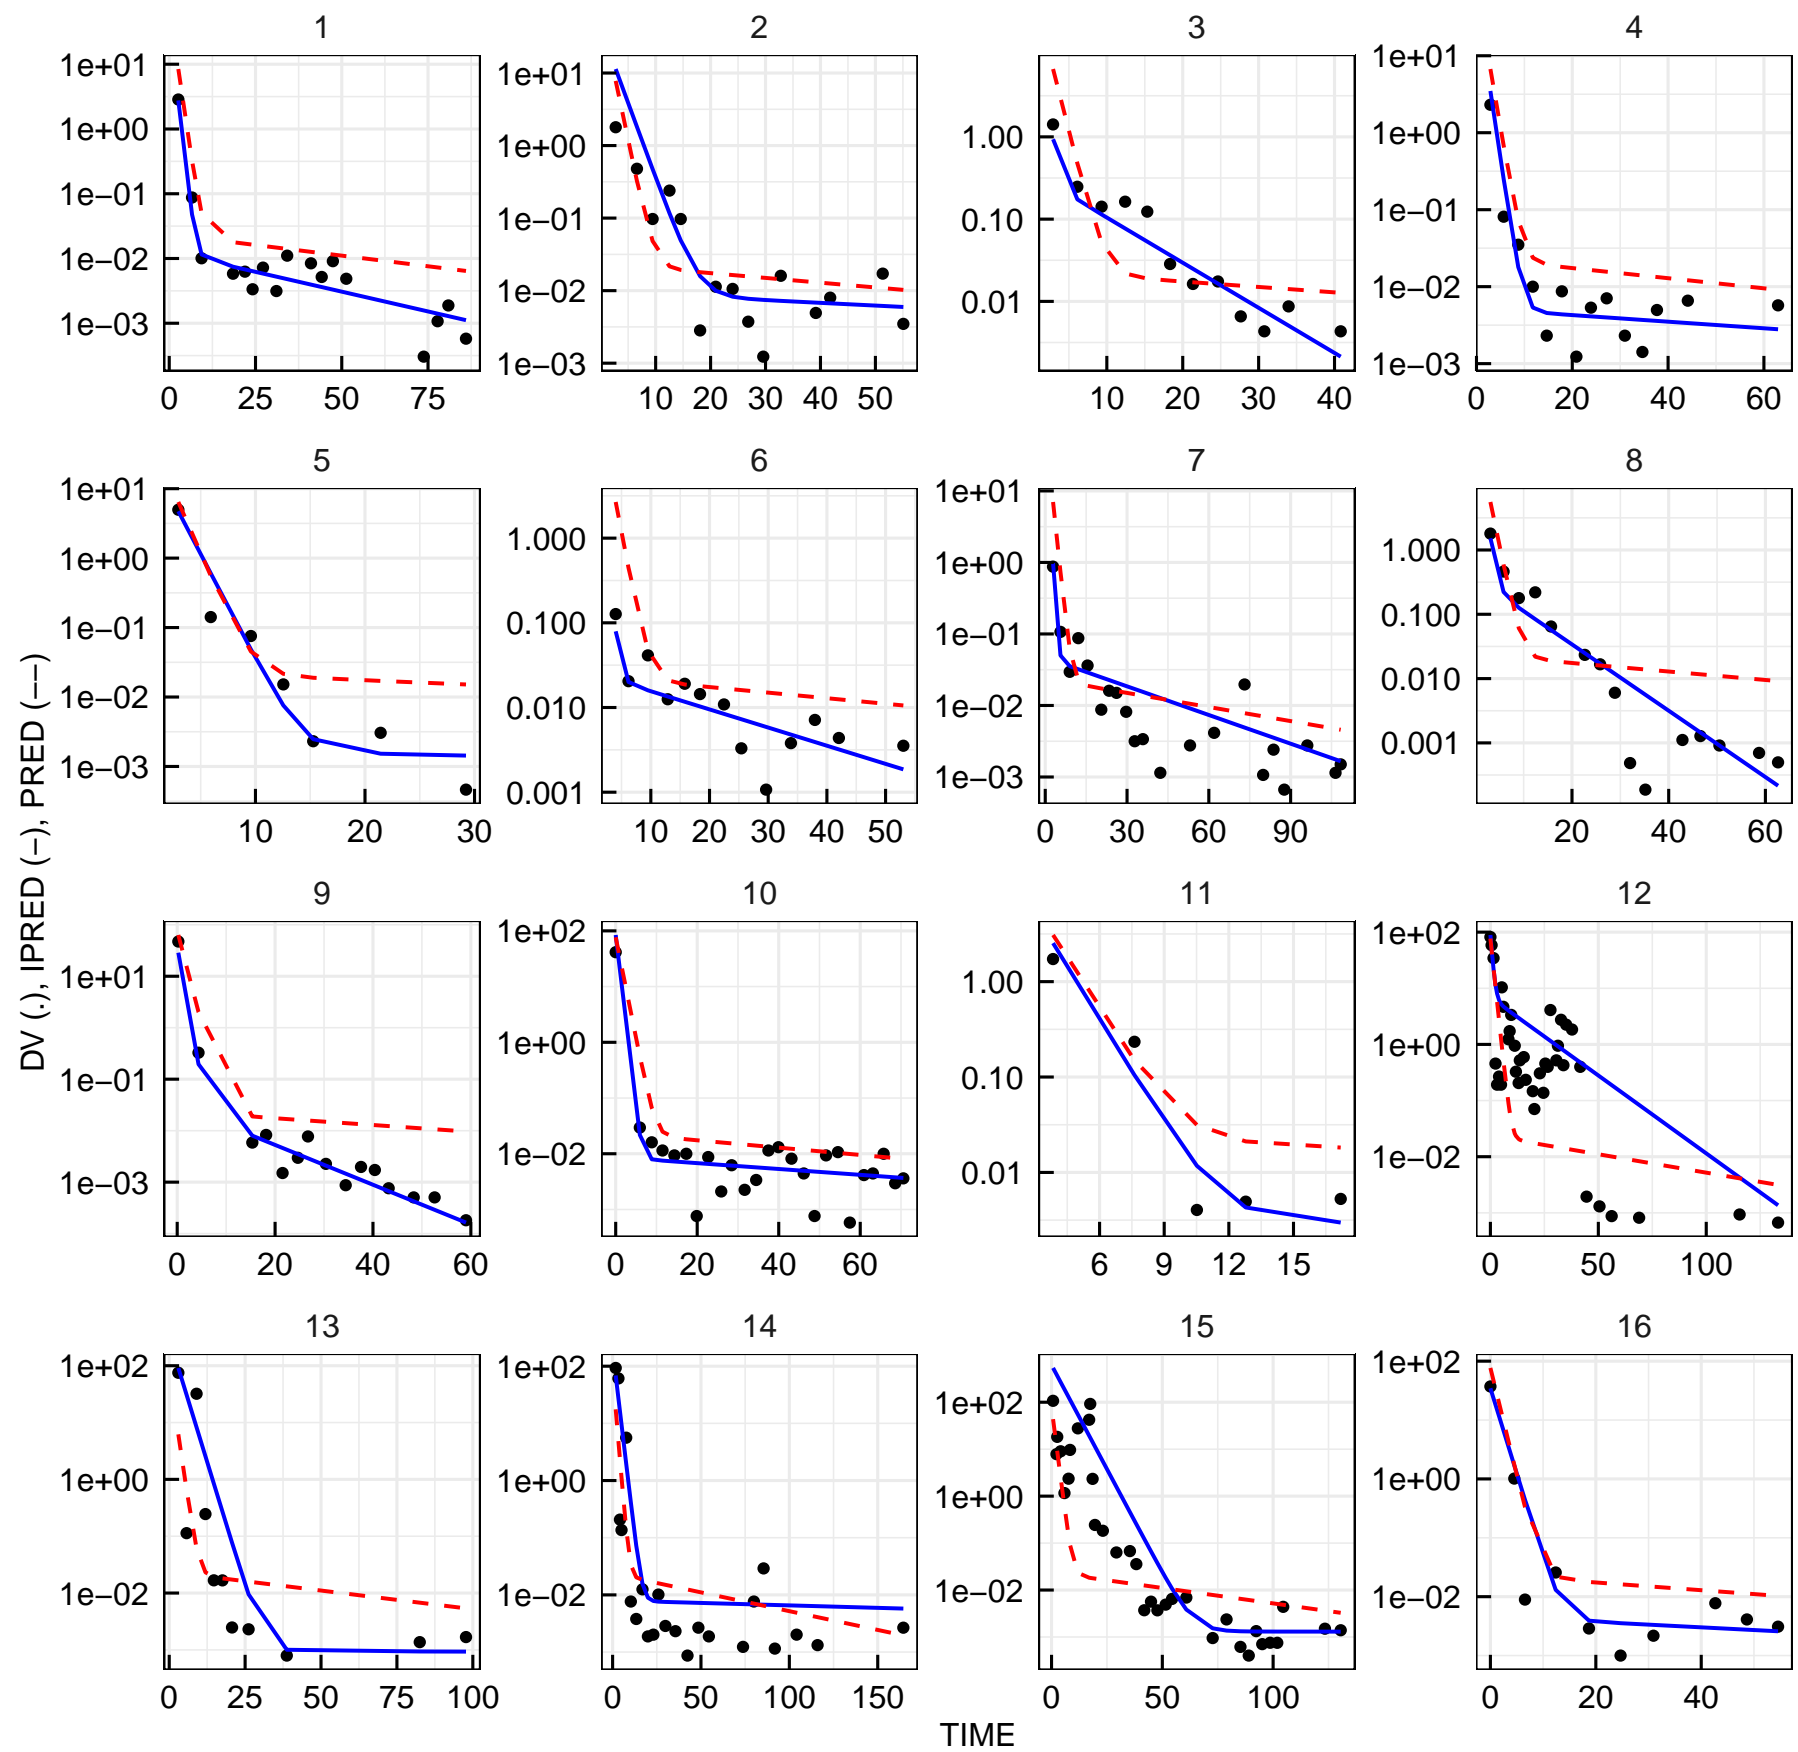 1 2 3 4
1e+01 1e+00 1e−01 1e−02 1e−03
1e+01 1e+00 1e−01 1e−02 1e−03
1.00 0.10 0.01
1e+01 1e+00 1e−01 1e−02 1e−03
0 25 50 75
10 20 30 40 50
10 20 30 40
0 20 40 60
5 6 7 8
1e+01 1e+00 1e−01 1e−02 1e−03
1.000 0.100 0.010 0.001
1e+01 1e+00 1e−01 1e−02 1e−03
1.000 0.100 0.010 0.001
10 20 30
10 20 30 40 50
0 30 60 90
20 40 60
DV (.), IPRED (−), PRED (−−)
9 10 11 12
1e+01 1e−01 1e−03
1e+02 1e+00 1e−02
1.00 0.10 0.01
1e+02 1e+00 1e−02
0 20 40 60
0 20 40 60
6 9 12 15
0 50 100
13 14 15 16
1e+02 1e+00 1e−02
1e+02 1e+00 1e−02
1e+02 1e+00 1e−02
1e+02 1e+00 1e−02
0 25 50 75 100
0 50 100 150
0 50 100
0 20 40
TIME